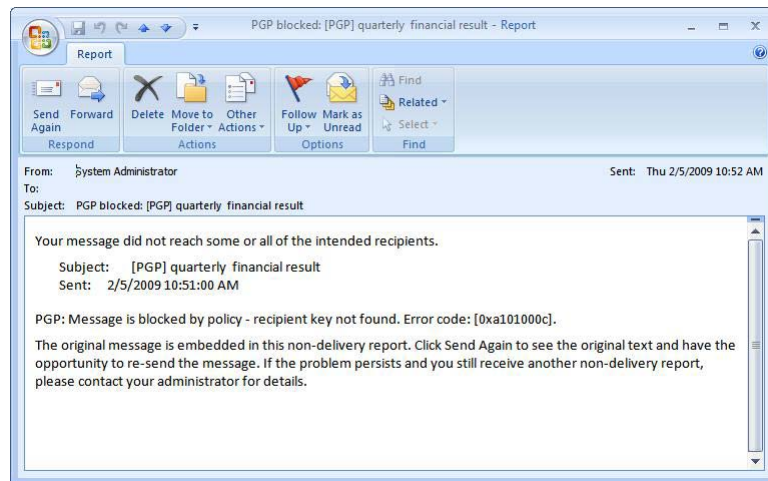 PGP blocked: [PGP] quarterly financial result - Report
Report
Send Again
Forward
Delete
Move to Folder
Other Actions
Follow Up
Mark as Unread
Find
Related
Select
Respond
Actions
Options
Find
From: System Administrator
Sent: Thu 2/5/2009 10:52 AM
To:
Subject: PGP blocked: [PGP] quarterly financial result
Your message did not reach some or all of the intended recipients.
Subject: [PGP] quarterly financial result
Sent: 2/5/2009 10:51:00 AM
PGP: Message is blocked by policy - recipient key not found. Error code: [0xa101000c].
The original message is embedded in this non-delivery report. Click Send Again to see the original text and have the
opportunity to re-send the message. If the problem persists and you still receive another non-delivery report,
please contact your administrator for details.